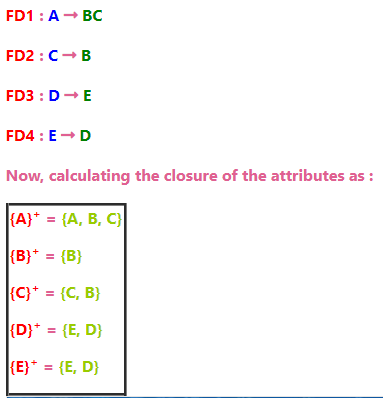 FD1 : A → BC
FD2 : C → B
FD3 : D → E
FD4 : E → D
Now, calculating the closure of the attributes as :
{A}⁺ = {A, B, C}
{B}⁺ = {B}
{C}⁺ = {C, B}
{D}⁺ = {E, D}
{E}⁺ = {E, D}